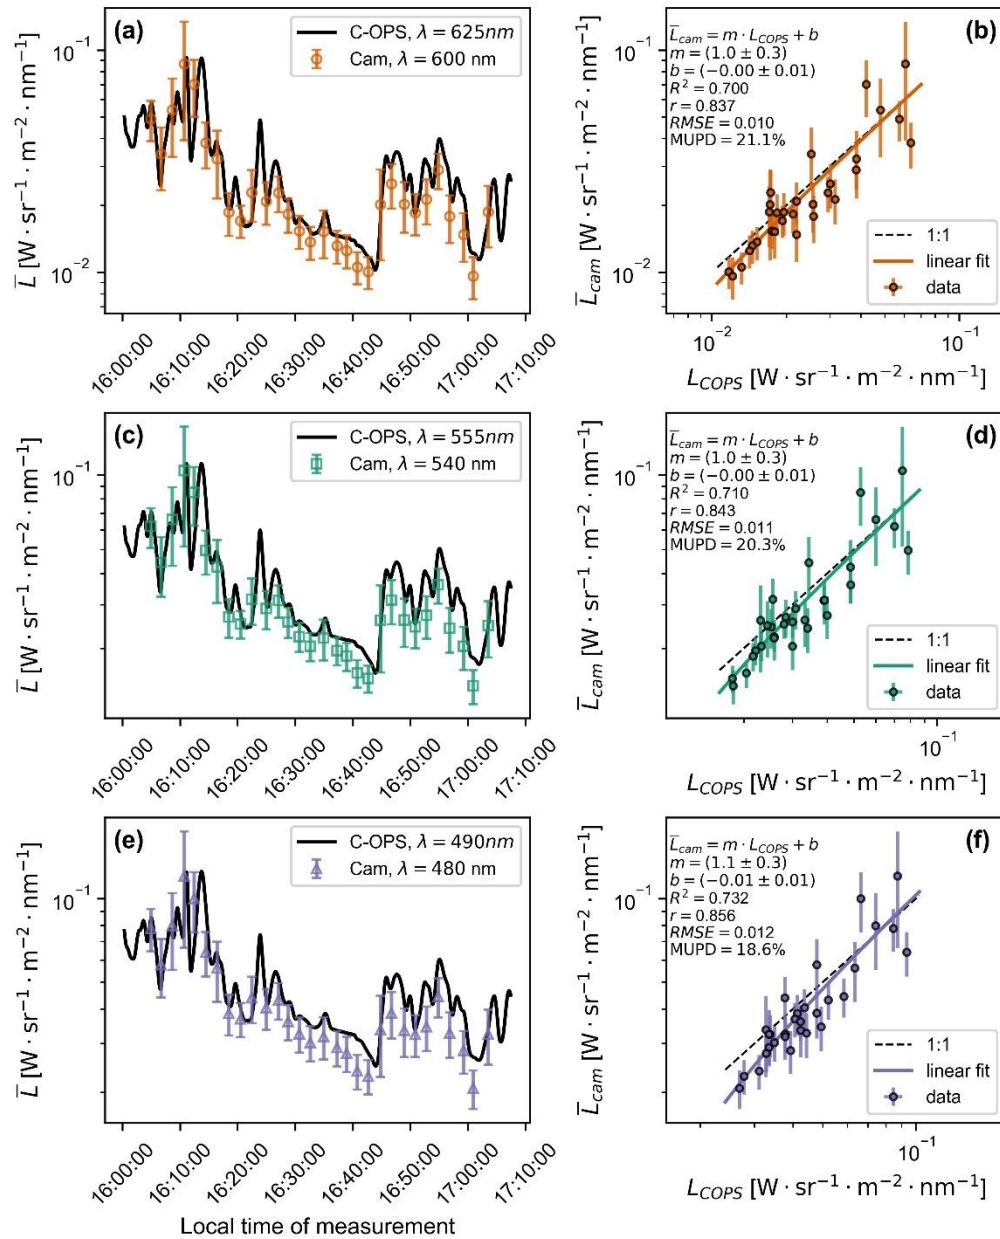 (a)
C-OPS, λ = 625nm
Cam, λ = 600 nm
10⁻¹
10⁻²
L̅ [W · sr⁻¹ · m⁻² · nm⁻¹]
16:00:00
16:10:00
16:20:00
16:30:00
16:40:00
16:50:00
17:00:00
17:10:00
(b)
L̅cam = m · LCOPS + b
m = (1.0 ± 0.3)
b = (−0.00 ± 0.01)
R² = 0.700
r = 0.837
RMSE = 0.010
MUPD = 21.1%
1:1
linear fit
data
10⁻¹
10⁻²
L̅cam [W · sr⁻¹ · m⁻² · nm⁻¹]
10⁻² 10⁻¹
LCOPS [W · sr⁻¹ · m⁻² · nm⁻¹]
(c)
C-OPS, λ = 555nm
Cam, λ = 540 nm
10⁻¹
L̅ [W · sr⁻¹ · m⁻² · nm⁻¹]
16:00:00
16:10:00
16:20:00
16:30:00
16:40:00
16:50:00
17:00:00
17:10:00
(d)
L̅cam = m · LCOPS + b
m = (1.0 ± 0.3)
b = (−0.00 ± 0.01)
R² = 0.710
r = 0.843
RMSE = 0.011
MUPD = 20.3%
1:1
linear fit
data
10⁻¹
L̅cam [W · sr⁻¹ · m⁻² · nm⁻¹]
10⁻¹
LCOPS [W · sr⁻¹ · m⁻² · nm⁻¹]
(e)
C-OPS, λ = 490nm
Cam, λ = 480 nm
10⁻¹
L̅ [W · sr⁻¹ · m⁻² · nm⁻¹]
16:00:00
16:10:00
16:20:00
16:30:00
16:40:00
16:50:00
17:00:00
17:10:00
Local time of measurement
(f)
L̅cam = m · LCOPS + b
m = (1.1 ± 0.3)
b = (−0.01 ± 0.01)
R² = 0.732
r = 0.856
RMSE = 0.012
MUPD = 18.6%
1:1
linear fit
data
10⁻¹
L̅cam [W · sr⁻¹ · m⁻² · nm⁻¹]
10⁻¹
LCOPS [W · sr⁻¹ · m⁻² · nm⁻¹]